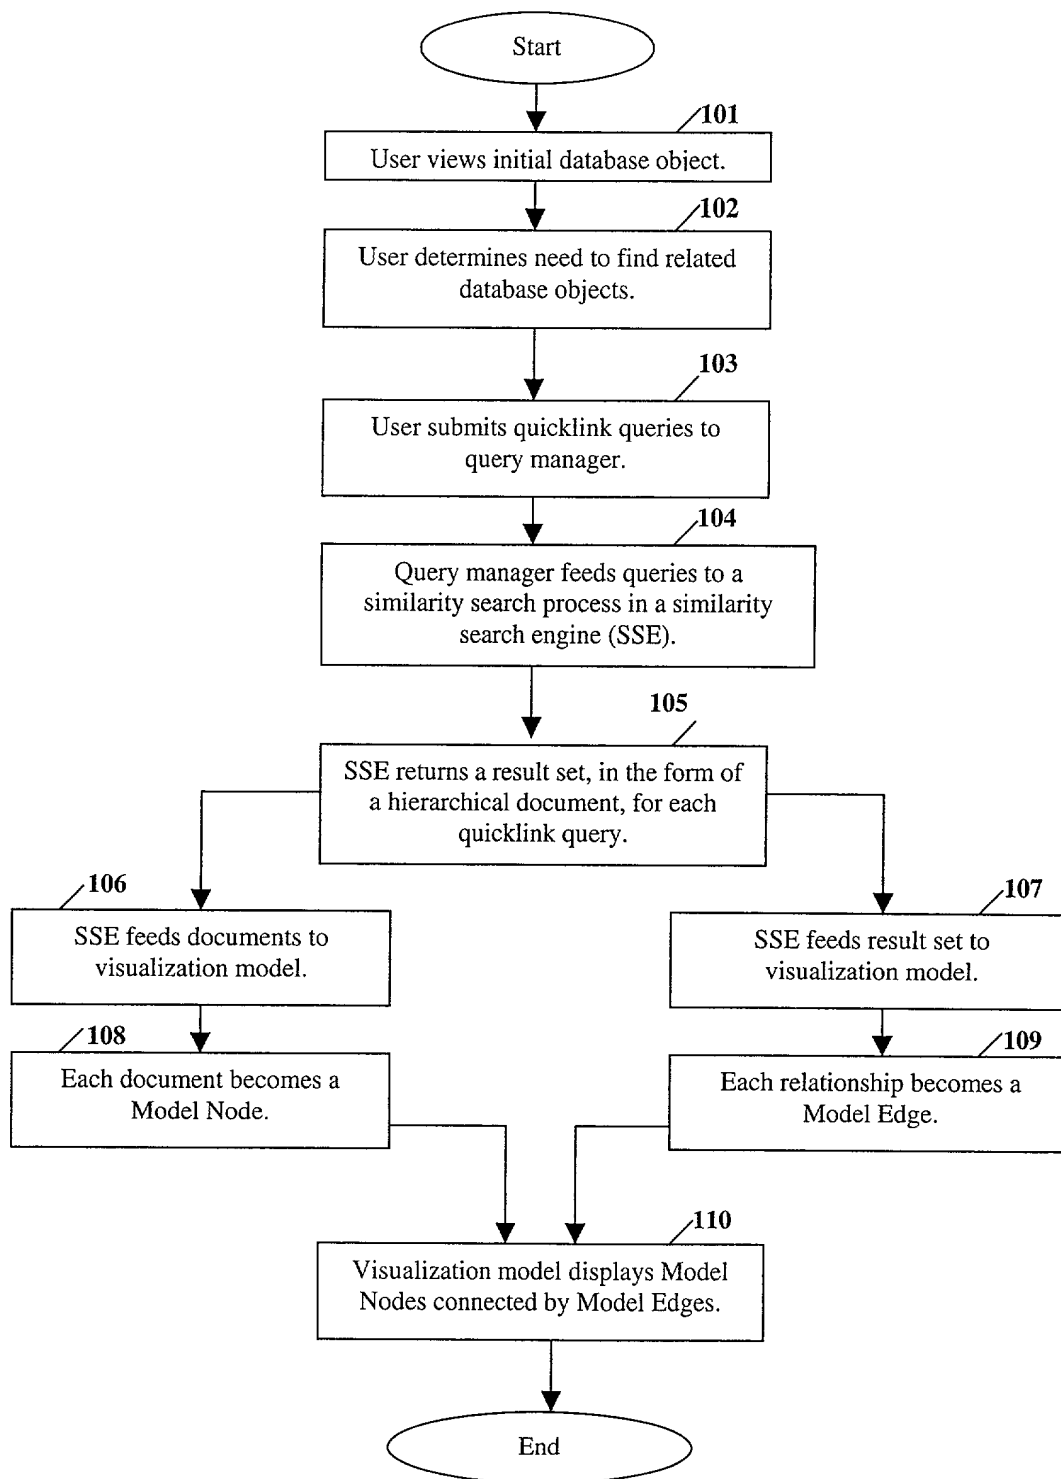 Start
101
User views initial database object.
102
User determines need to find related
database objects.
103
User submits quicklink queries to
query manager.
104
Query manager feeds queries to a
similarity search process in a similarity
search engine (SSE).
105
SSE returns a result set, in the form of
a hierarchical document, for each
quicklink query.
106
SSE feeds documents to
visualization model.
107
SSE feeds result set to
visualization model.
108
Each document becomes a
Model Node.
109
Each relationship becomes a
Model Edge.
110
Visualization model displays Model
Nodes connected by Model Edges.
End